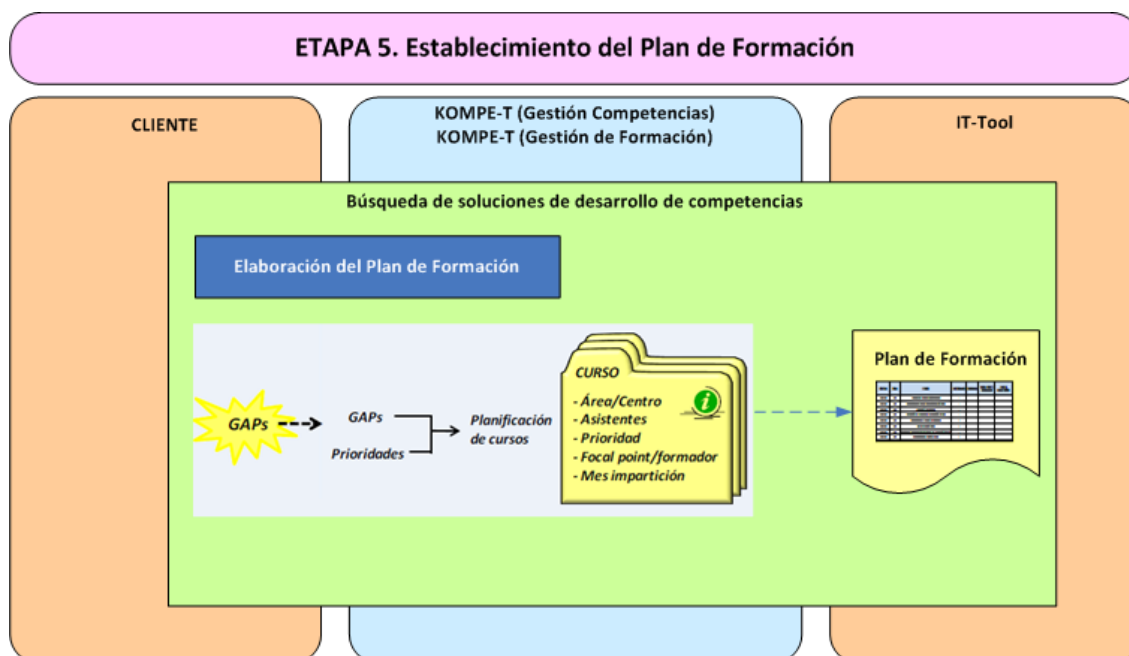 ETAPA 5. Establecimiento del Plan de Formación
CLIENTE
KOMPE-T (Gestión Competencias)
KOMPE-T (Gestión de Formación)
IT-Tool
Búsqueda de soluciones de desarrollo de competencias
Elaboración del Plan de Formación
GAPs
GAPs
Prioridades
Planificación
de cursos
CURSO
- Área/Centro
- Asistentes
- Prioridad
- Focal point/formador
- Mes impartición
i
Plan de Formación